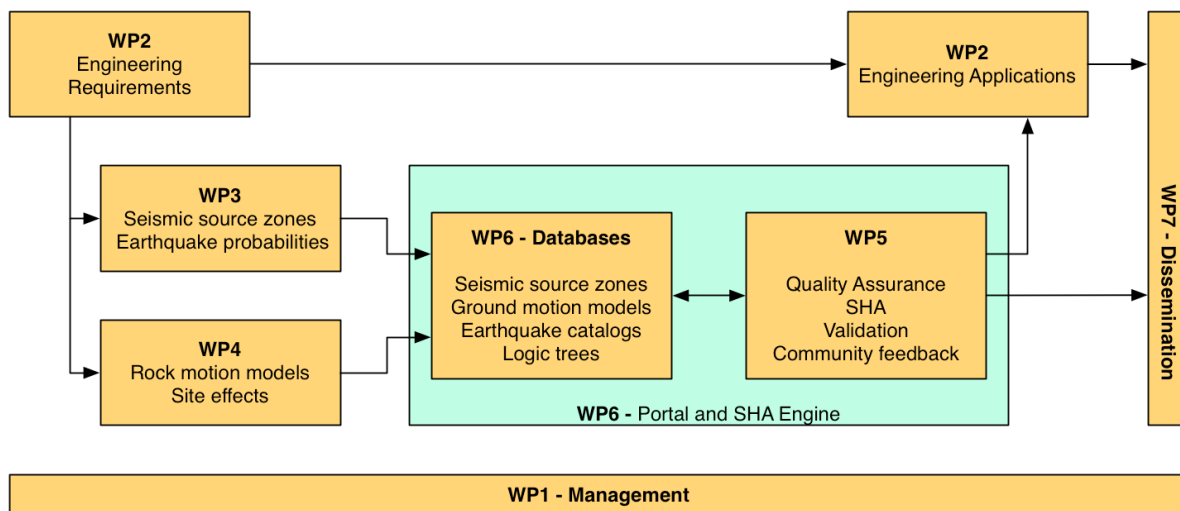 WP2
Engineering
Requirements
WP2
Engineering Applications
WP3
Seismic source zones
Earthquake probabilities
WP4
Rock motion models
Site effects
WP6 - Databases
Seismic source zones
Ground motion models
Earthquake catalogs
Logic trees
WP5
Quality Assurance
SHA
Validation
Community feedback
WP6 - Portal and SHA Engine
WP7 - Dissemination
WP1 - Management